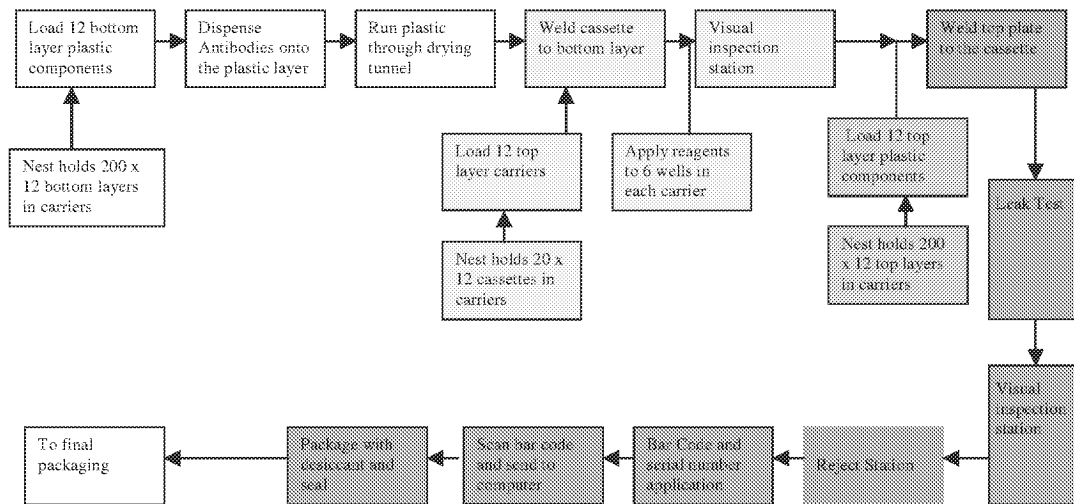 Load 12 bottom
layer plastic
components
Dispense
Antibodies onto
the plastic layer
Run plastic
through drying
tunnel
Weld cassette
to bottom layer
Visual
inspection
station
Weld top plate
to the cassette
Nest holds 200 x
12 bottom layers
in carriers
Load 12 top
layer carriers
Apply reagents
to 6 wells in
each carrier
Load 12 top
layer plastic
components
Leak Test
Nest holds 20 x
12 cassettes in
carriers
Nest holds 200
x 12 top layers
in carriers
Visual
inspection
station
Reject Station
Bar Code and
serial number
application
Scan bar code
and send to
computer
Package with
desiccant and
seal
To final
packaging